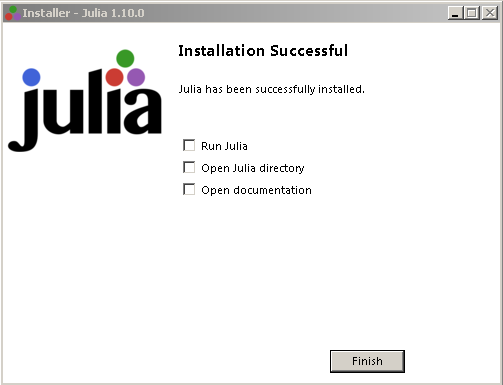 Installer - Julia 1.10.0
julia
Installation Successful
Julia has been successfully installed.
Run Julia
Open Julia directory
Open documentation
Finish